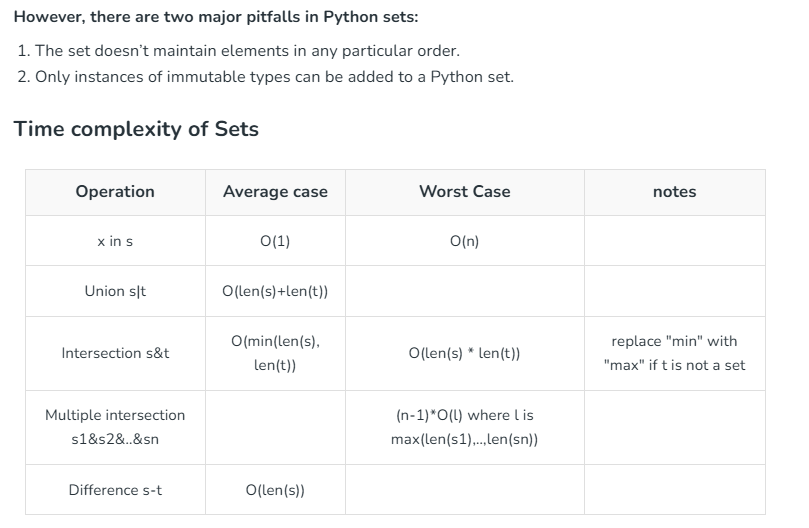 However, there are two major pitfalls in Python sets:
1. The set doesn’t maintain elements in any particular order.
2. Only instances of immutable types can be added to a Python set.
Time complexity of Sets
Operation Average case Worst Case notes
x in s O(1) O(n)
Union s|t O(len(s)+len(t))
Intersection s&t O(min(len(s), len(t)) O(len(s) * len(t)) replace "min" with "max" if t is not a set
Multiple intersection s1&s2&..&sn (n-1)*O(l) where l is max(len(s1),..,len(sn))
Difference s-t O(len(s))